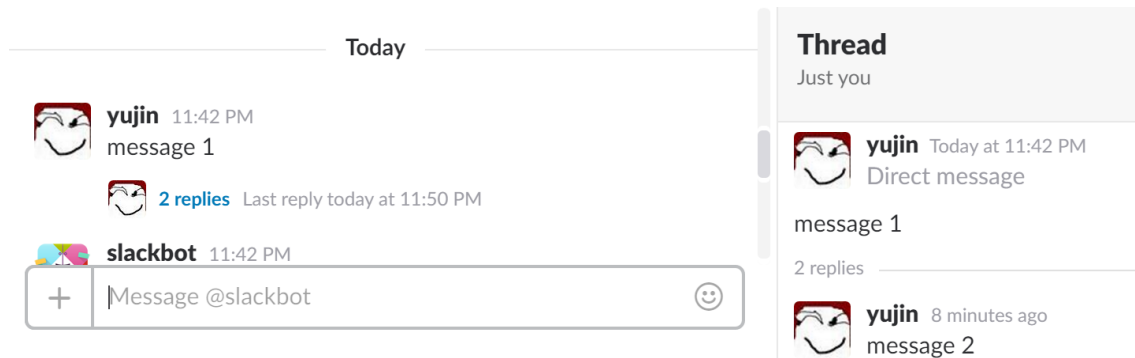 Today
yujin 11:42 PM
message 1
2 replies Last reply today at 11:50 PM
slackbot 11:42 PM
+ Message @slackbot
Thread
Just you
yujin Today at 11:42 PM
Direct message
message 1
2 replies
yujin 8 minutes ago
message 2